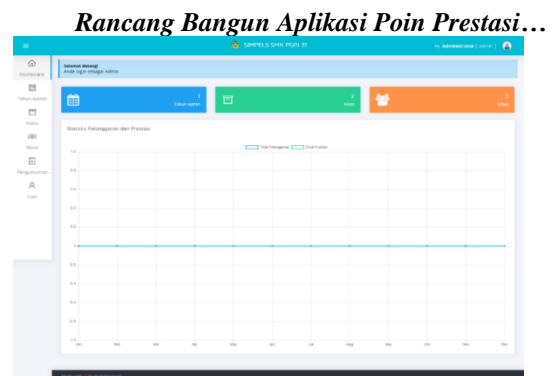 Rancang Bangun Aplikasi Poin Prestasi…
SIMPELS SMK PGRI 31
Hi, Administrator [ admin ]
Selamat datang!
Anda login sebagai Admin
Dashboard
Tahun Ajaran
Kelas
Siswa
Pengumuman
User
1
Tahun Ajaran
2
Kelas
3
Siswa
Statistic Pelanggaran dan Prestasi
Total Pelanggaran
Total Prestasi
1.0
0.8
0.6
0.4
0.2
0
-0.2
-0.4
-0.6
-0.8
-1.0
Jan
Feb
Mar
Apr
May
Jun
Jul
Aug
Sep
Oct
Nov
Dec